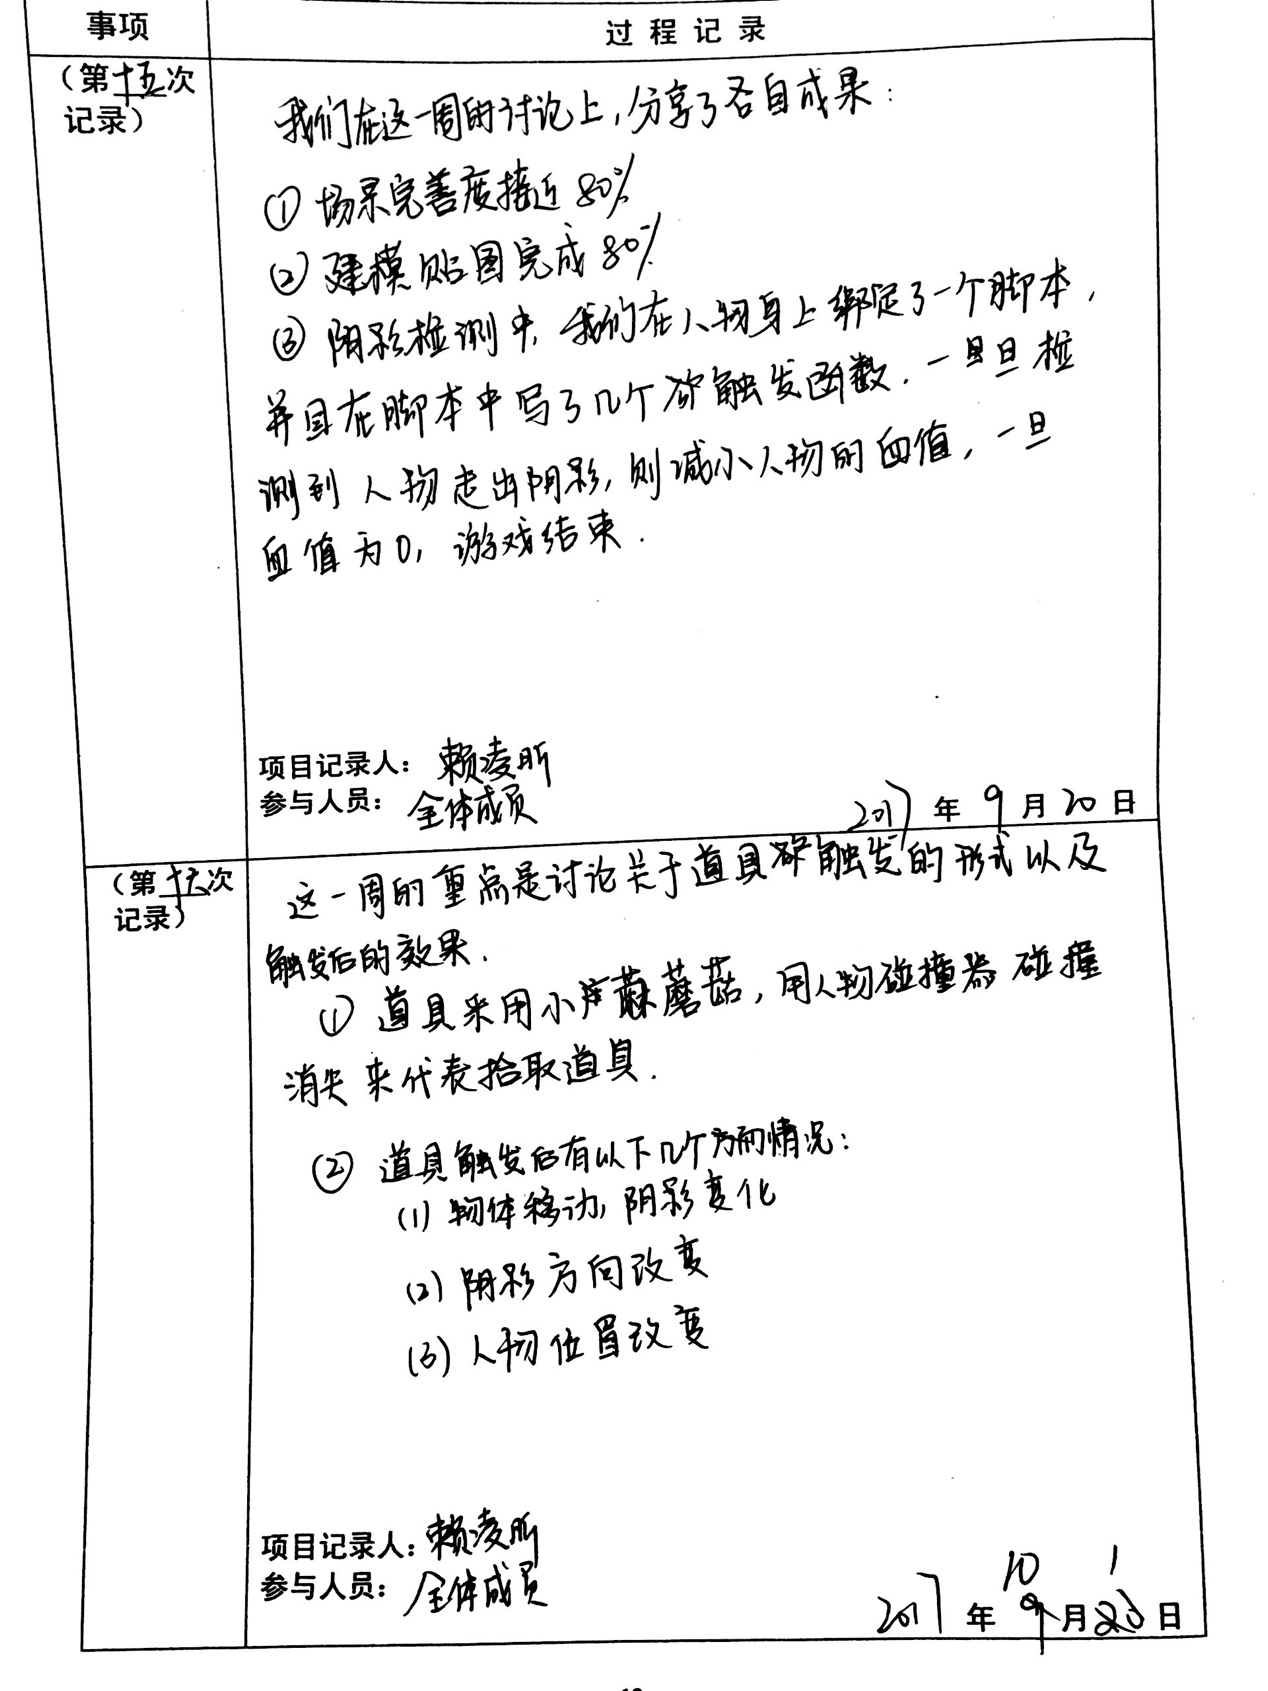 事项
过程记录
（第十五次
记录）
我们在这一周的讨论上，分享了各自成果：
① 场景完善度接近80%
② 建模贴图完成80%
③ 阴影检测中，我们在人物身上绑定了一个脚本，
并且在脚本中写了几个触发函数．一旦旦检
测到人物走出阴影，则减小人物的血值，一旦
血值为0，游戏结束．
项目记录人：赖凌昕
参与人员：全体成员
2017年9月20日
（第十六次
记录）
这一周的重点是讨论关于道具触发的形式以及
触发后的效果．
① 道具采用小蘑菇，用人物碰撞器碰撞
消失来代表拾取道具．
② 道具触发后有以下几个方面情况：
(1) 物体移动，阴影变化
(2) 阴影方向改变
(3) 人物位置改变
项目记录人：赖凌昕
参与人员：全体成员
10 1
2017年月日